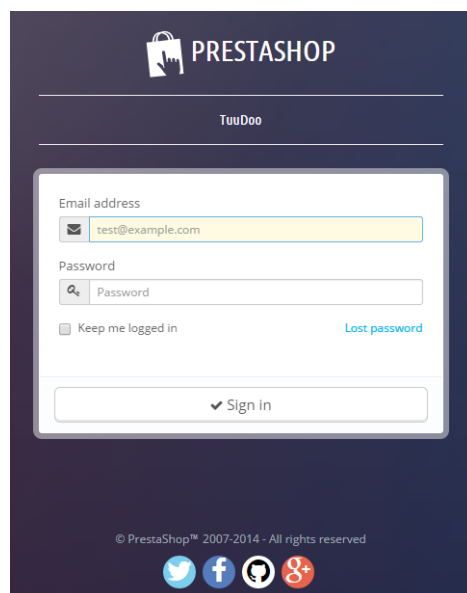 PRESTASHOP
TuuDoo
Email address
test@example.com
Password
Password
Keep me logged in
Lost password
Sign in
© PrestaShop™ 2007-2014 - All rights reserved